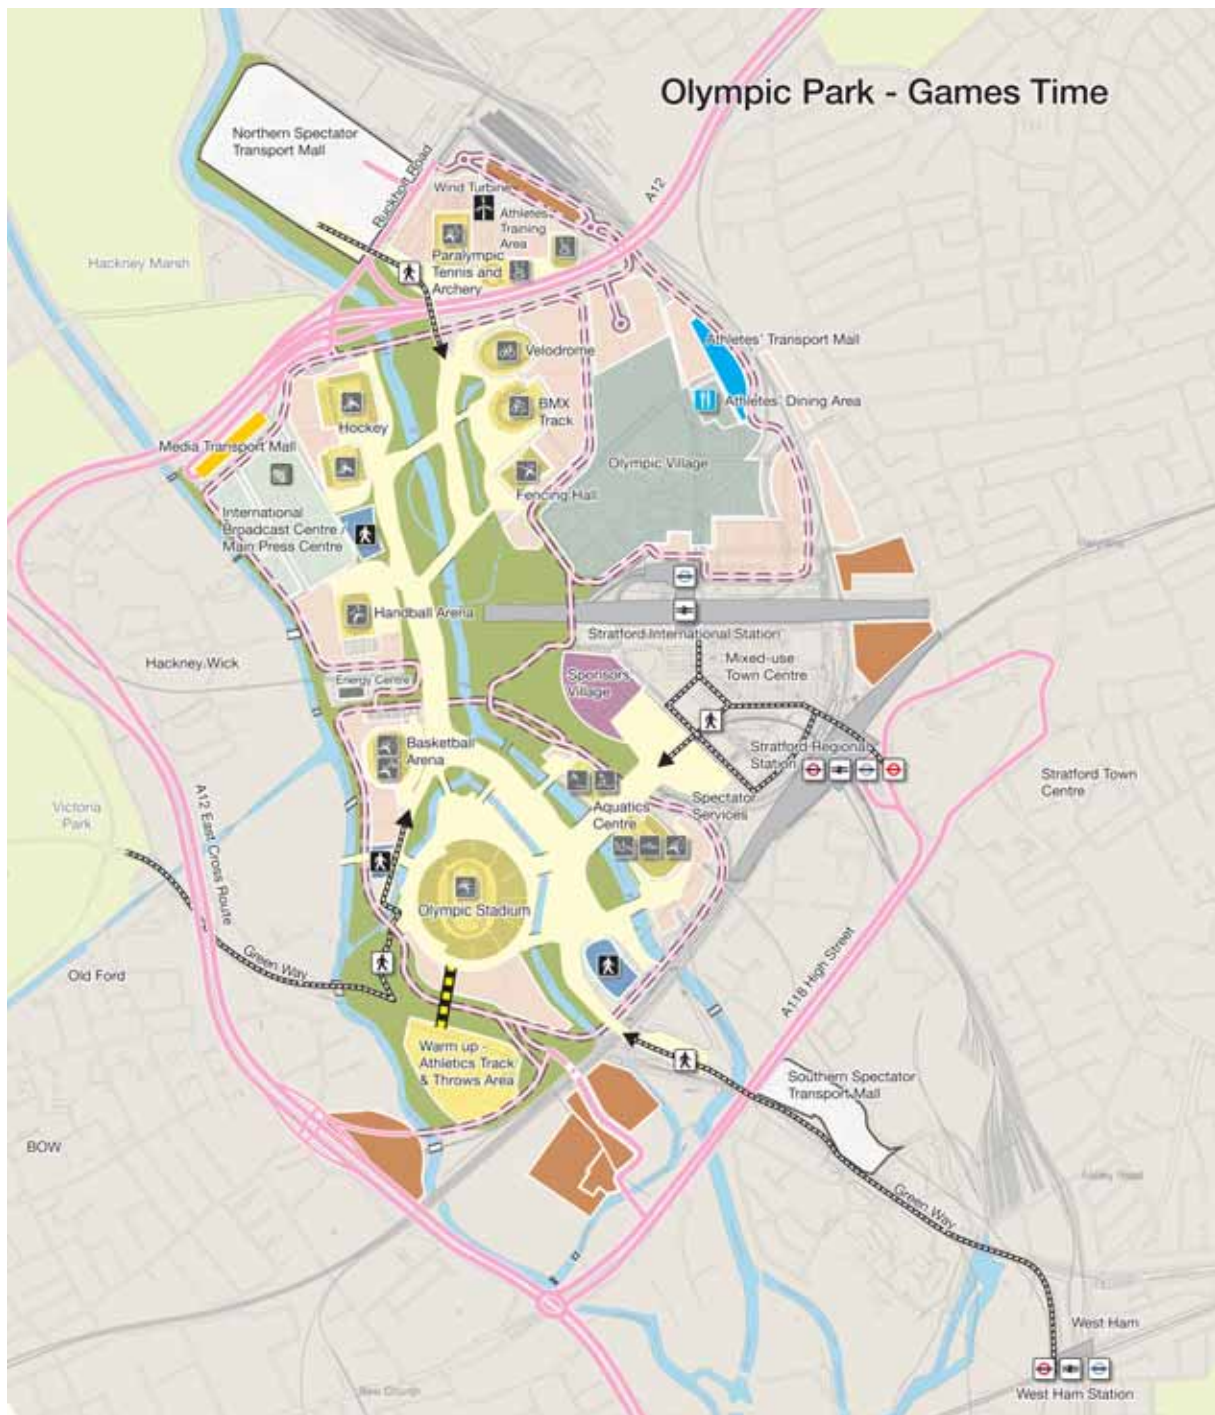 Olympic Park - Games Time
Northern Spectator
Transport Mall
Ruckholt Road
A12
Wind Turbine
Athletes'
Training
Area
Paralympic
Tennis and
Archery
Hackney Marsh
Velodrome
Athletes' Transport Mall
BMX
Track
Athletes' Dining Area
Hockey
Media Transport Mall
Olympic Village
Fencing Hall
International
Broadcast Centre /
Main Press Centre
Handball Arena
Stratford International Station
Hackney Wick
Mixed-use
Town Centre
Energy Centre
Sponsors
Village
Basketball
Arena
Stratford Regional
Station
Stratford Town
Centre
Victoria
Park
A12 East Cross Route
Aquatics
Centre
Spectator
Services
Olympic Stadium
Green Way
Old Ford
A118 High Street
Warm up -
Athletics Track
& Throws Area
Southern Spectator
Transport Mall
BOW
Green Way
West Ham
Bow Church
West Ham Station